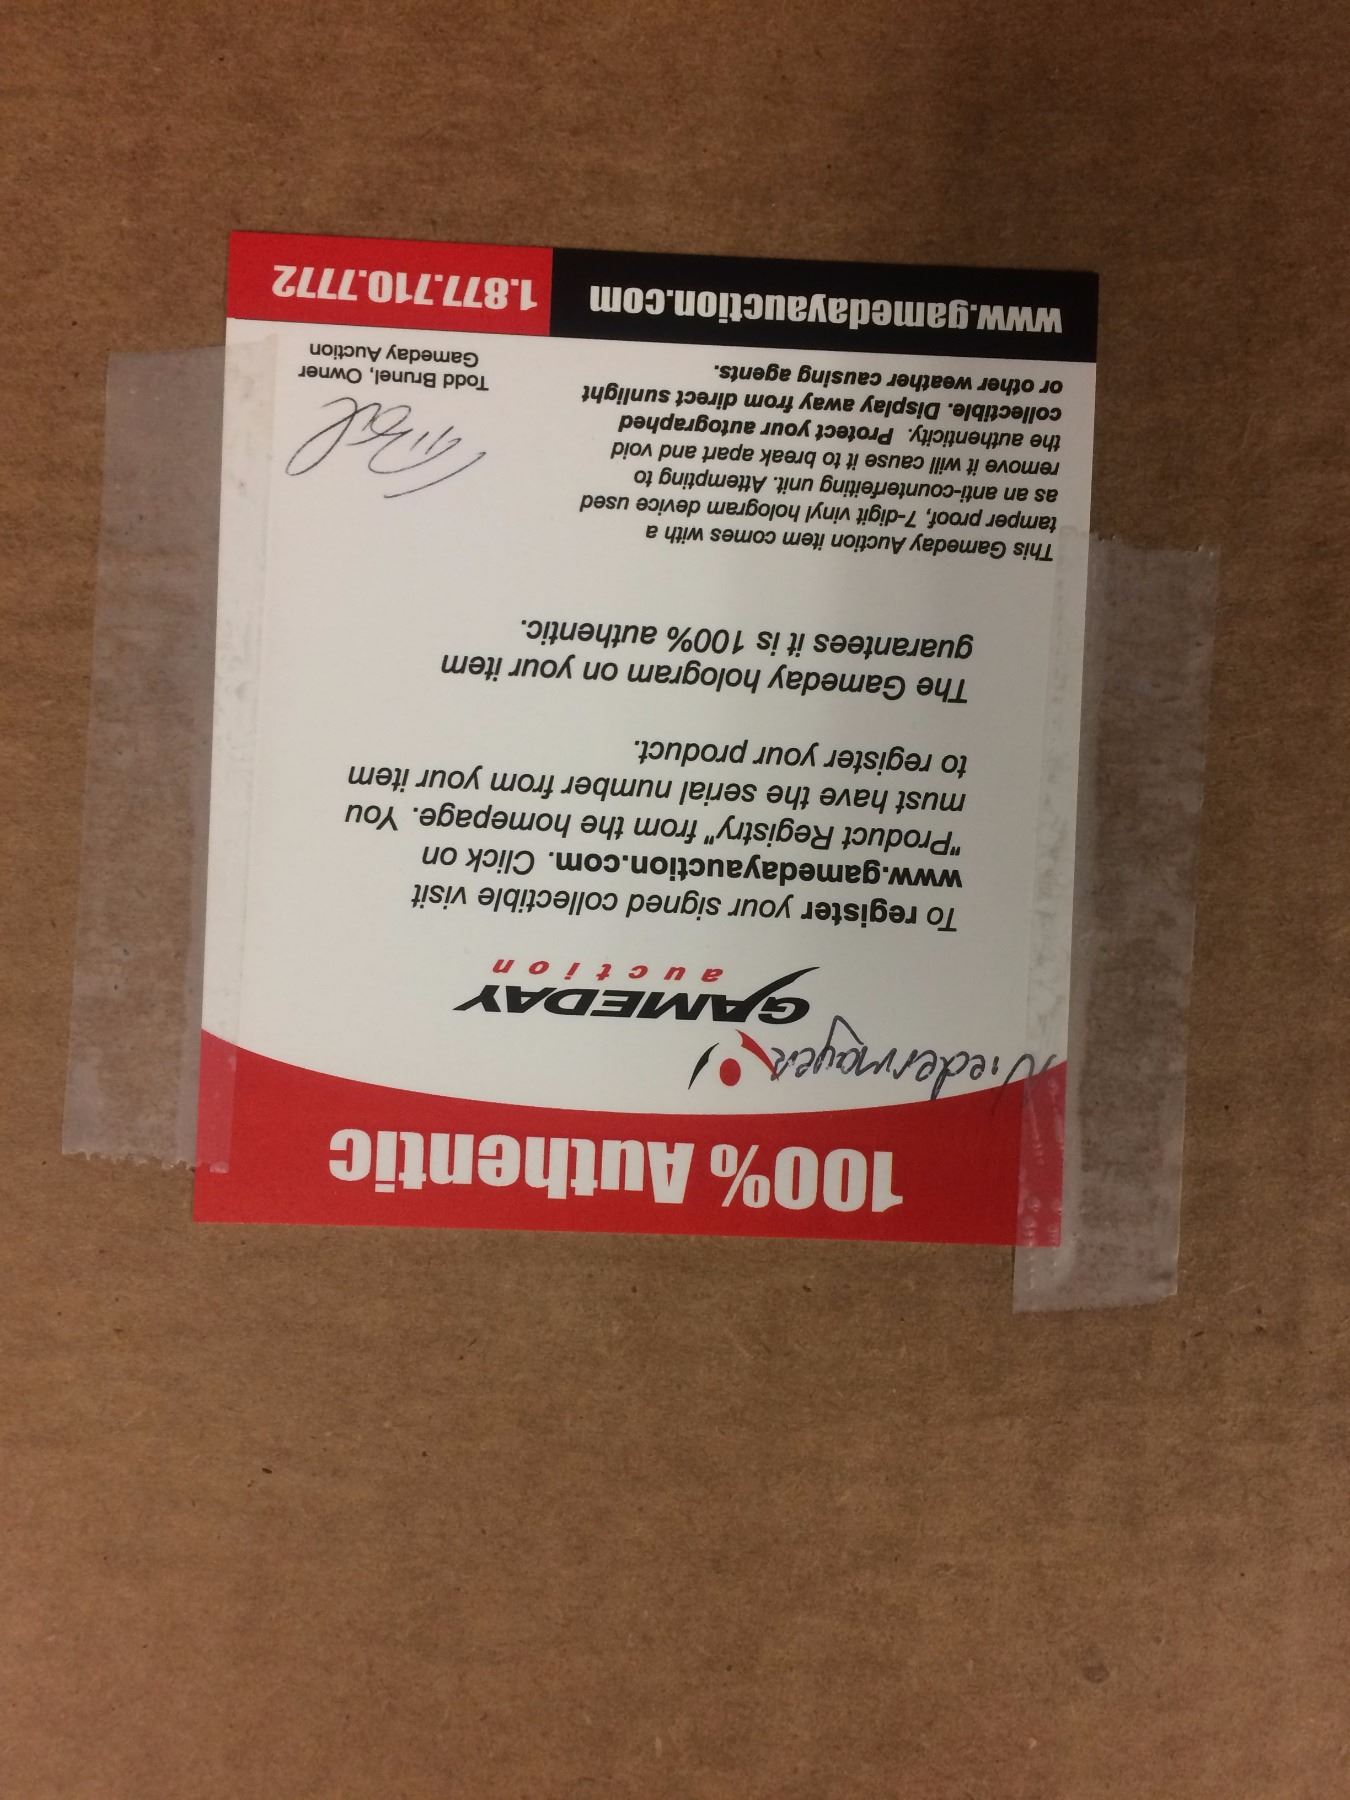 100% Authentic
Niedermayer
GAMEDAY
auction
To register your signed collectible visit
www.gamedayauction.com. Click on
"Product Registry" from the homepage. You
must have the serial number from your item
to register your product.
The Gameday hologram on your item
guarantees it is 100% authentic.
This Gameday Auction item comes with a
tamper proof, 7-digit vinyl hologram device used
as an anti-counterfeiting unit. Attempting to
remove it will cause it to break apart and void
the authenticity. Protect your autographed
collectible. Display away from direct sunlight
or other weather causing agents.
Todd Brunel, Owner
Gameday Auction
www.gamedayauction.com
1.877.710.7772